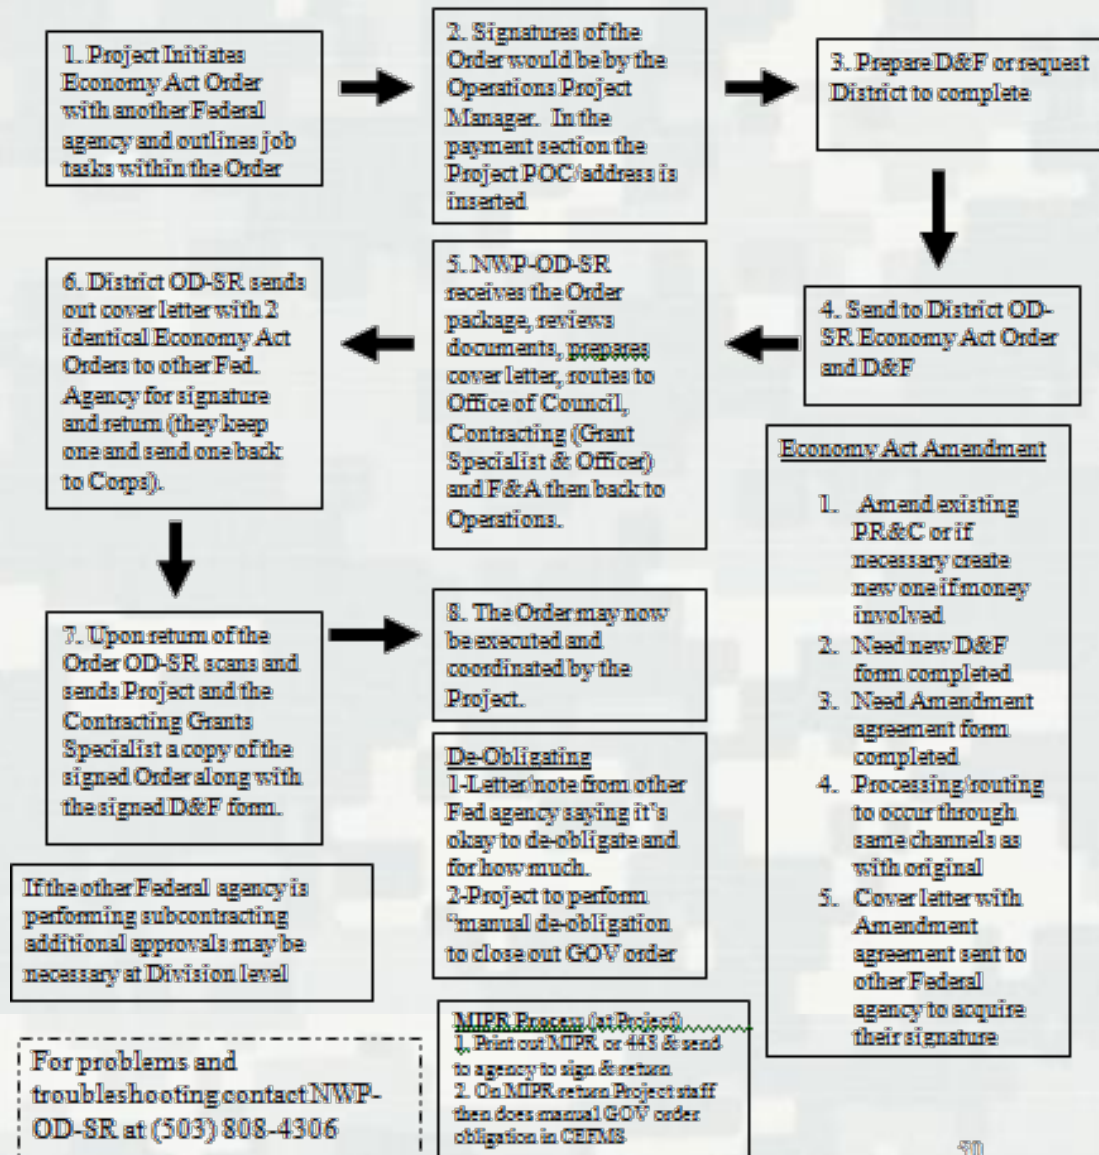 1. Project Initiates
Economy Act Order
with another Federal
agency and outlines job
tasks within the Order
2. Signatures of the
Order would be by the
Operations Project
Manager. In the
payment section the
Project POC/address is
inserted
3. Prepare D&F or request
District to complete
4. Send to District OD-
SR Economy Act Order
and D&F
5. NWP-OD-SR
receives the Order
package, reviews
documents, prepares
cover letter, routes to
Office of Council,
Contracting (Grant
Specialist & Officer)
and F&A then back to
Operations.
6. District OD-SR sends
out cover letter with 2
identical Economy Act
Orders to other Fed.
Agency for signature
and return (they keep
one and send one back
to Corps).
7. Upon return of the
Order OD-SR scans and
sends Project and the
Contracting Grants
Specialist a copy of the
signed Order along with
the signed D&F form.
8. The Order may now
be executed and
coordinated by the
Project.
Economy Act Amendment
1. Amend existing
PR&C or if
necessary create
new one if money
involved
2. Need new D&F
form completed
3. Need Amendment
agreement form
completed
4. Processing/routing
to occur through
same channels as
with original
5. Cover letter with
Amendment
agreement sent to
other Federal
agency to acquire
their signature
De-Obligating
1-Letter/note from other
Fed agency saying it's
okay to de-obligate and
for how much.
2-Project to perform
"manual de-obligation
to close out GOV order
If the other Federal agency is
performing subcontracting
additional approvals may be
necessary at Division level
MIPR Process (at Project)
1. Print out MIPR or 443 & send
to agency to sign & return
2. On MIPR return Project staff
then does manual GOV order
obligation in CEFMS
For problems and
troubleshooting contact NWP-
OD-SR at (503) 808-4306